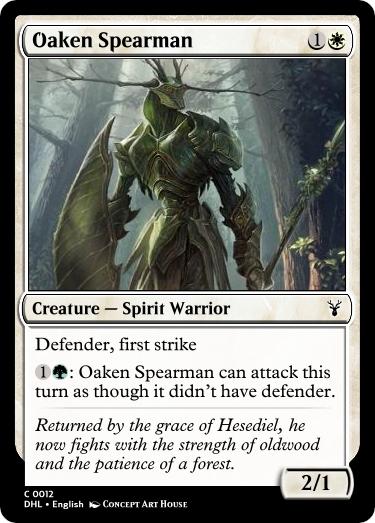 Oaken Spearman 1
Creature — Spirit Warrior
Defender, first strike
1: Oaken Spearman can attack this
turn as though it didn't have defender.
Returned by the grace of Hesediel, he
now fights with the strength of oldwood
and the patience of a forest.
2/1
C 0012
DHL • English Concept Art House